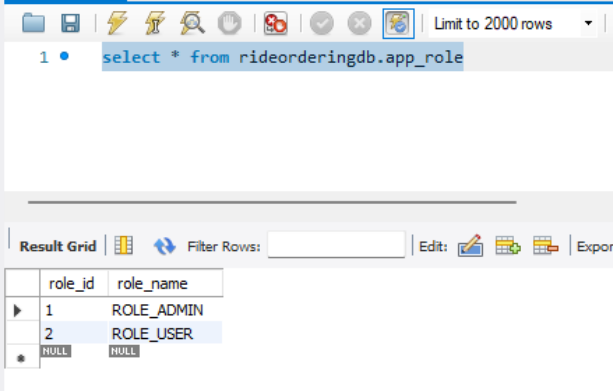 Limit to 2000 rows
1 select * from rideorderingdb.app_role
Result Grid Filter Rows: Edit: Expor
role_id role_name
1 ROLE_ADMIN
2 ROLE_USER
NULL NULL